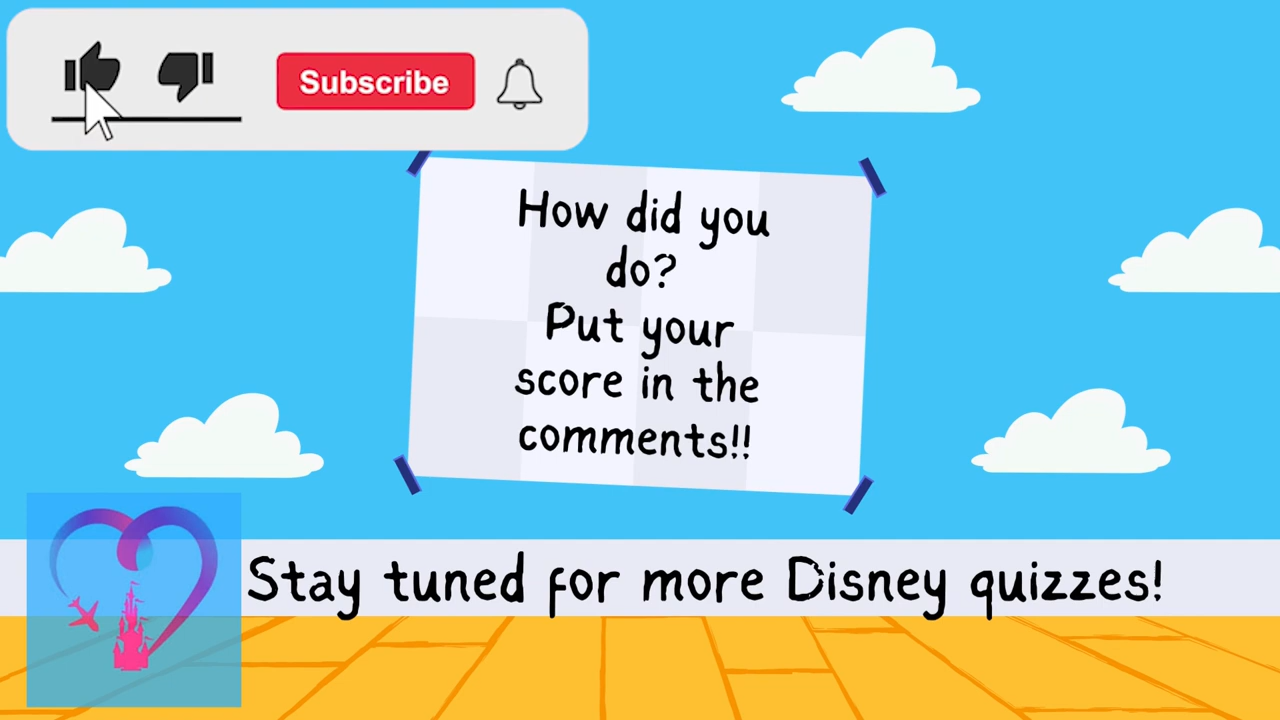 Subscribe
How did you
do?
Put your
score in the
comments!!
Stay tuned for more Disney quizzes!